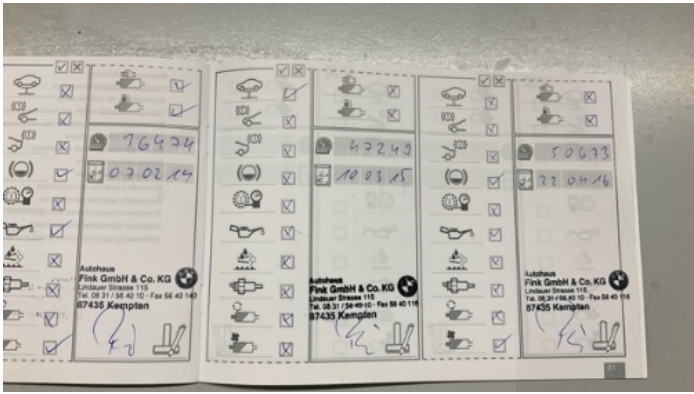 36474
07 02 14
Autohaus
Fink GmbH & Co. KG
Lindauer Strasse 115
Tel. 08 31 / 56 40 10 - Fax 56 40 140
87435 Kempten
47249
10 03 15
Autohaus
Fink GmbH & Co. KG
Lindauer Strasse 115
Tel. 08 31 / 56 40 10 - Fax 56 40 116
87435 Kempten
50673
22 04 16
Autohaus
Fink GmbH & Co. KG
Lindauer Strasse 115
Tel. 08 31 / 56 40 10 - Fax 56 40 116
87435 Kempten
21